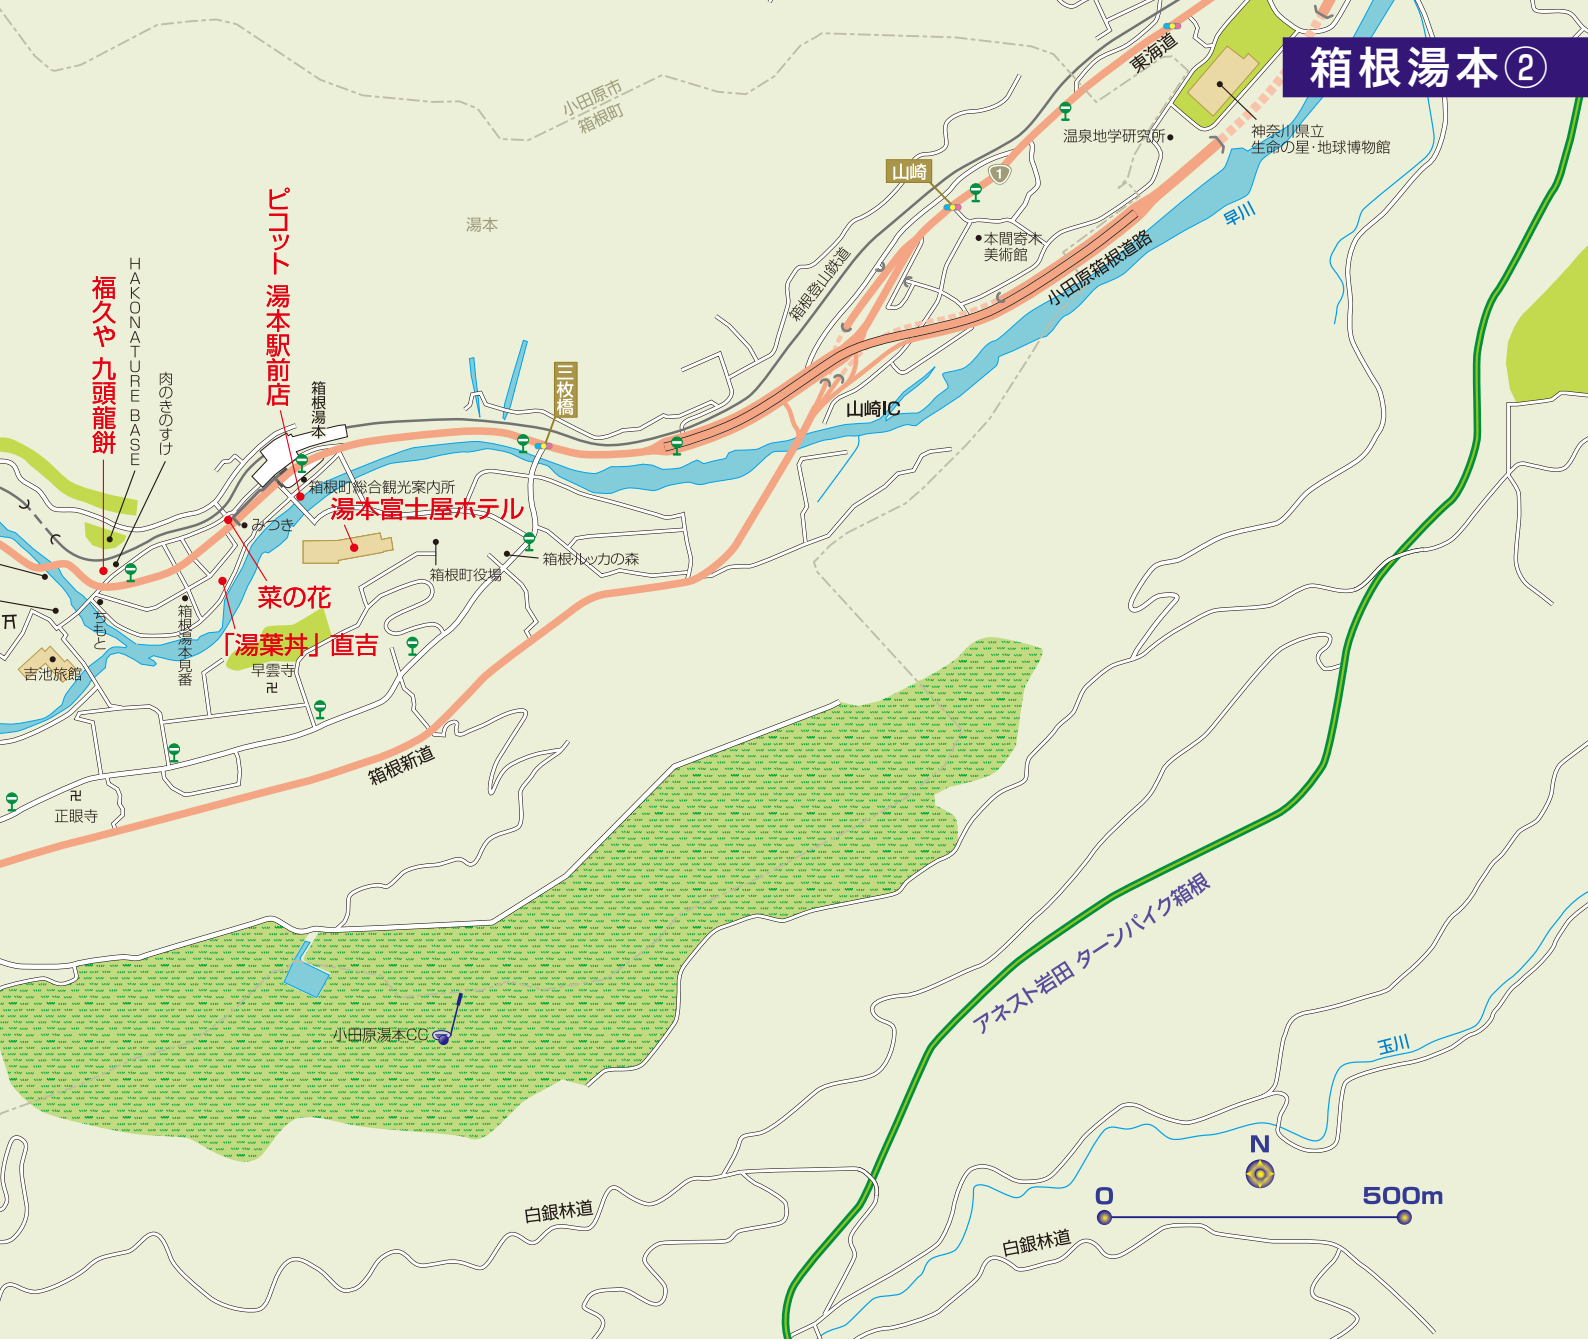 箱根湯本②
東海道
小田原市
箱根町
温泉地学研究所
神奈川県立
生命の星・地球博物館
山崎
1
湯本
早川
本間寄木
美術館
小田原箱根道路
箱根登山鉄道
ピコット 湯本駅前店
HAKONATURE BASE
福久や 九頭龍餅
肉のきのすけ
箱根湯本
三枚橋
山崎IC
箱根町総合観光案内所
湯本富士屋ホテル
みつき
箱根ルッカの森
箱根町役場
菜の花
ちもと
箱根湯本見番
「湯葉丼」直吉
吉池旅館
早雲寺
箱根新道
正眼寺
アネスト岩田 ターンパイク箱根
小田原湯本CC
玉川
N
0
500m
白銀林道
白銀林道